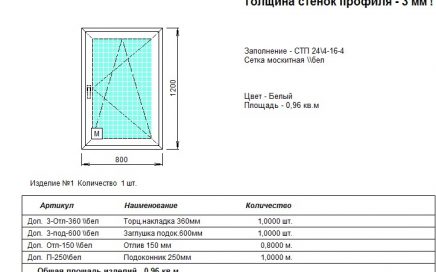 Толщина стенок профиля - 3 мм !
Заполнение - СТП 24\4-16-4
Сетка москитная \\бел
1200
Цвет - Белый
Площадь - 0,96 кв.м
М
800
Изделие №1 Количество 1 шт.
Артикул Наименование Количество
Доп. 3-Отп-360 \\бел Торц.накладка 360мм 1,0000 шт.
Доп. 3-под-600 \\бел Заглушка подок.600мм 1,0000 шт.
Доп. Отп-150 \\бел Отлив 150 мм 0,8000 м.
Доп. П-250\бел Подоконник 250мм 1,0000 м.
Общая площадь изделий 0,96 кв.м